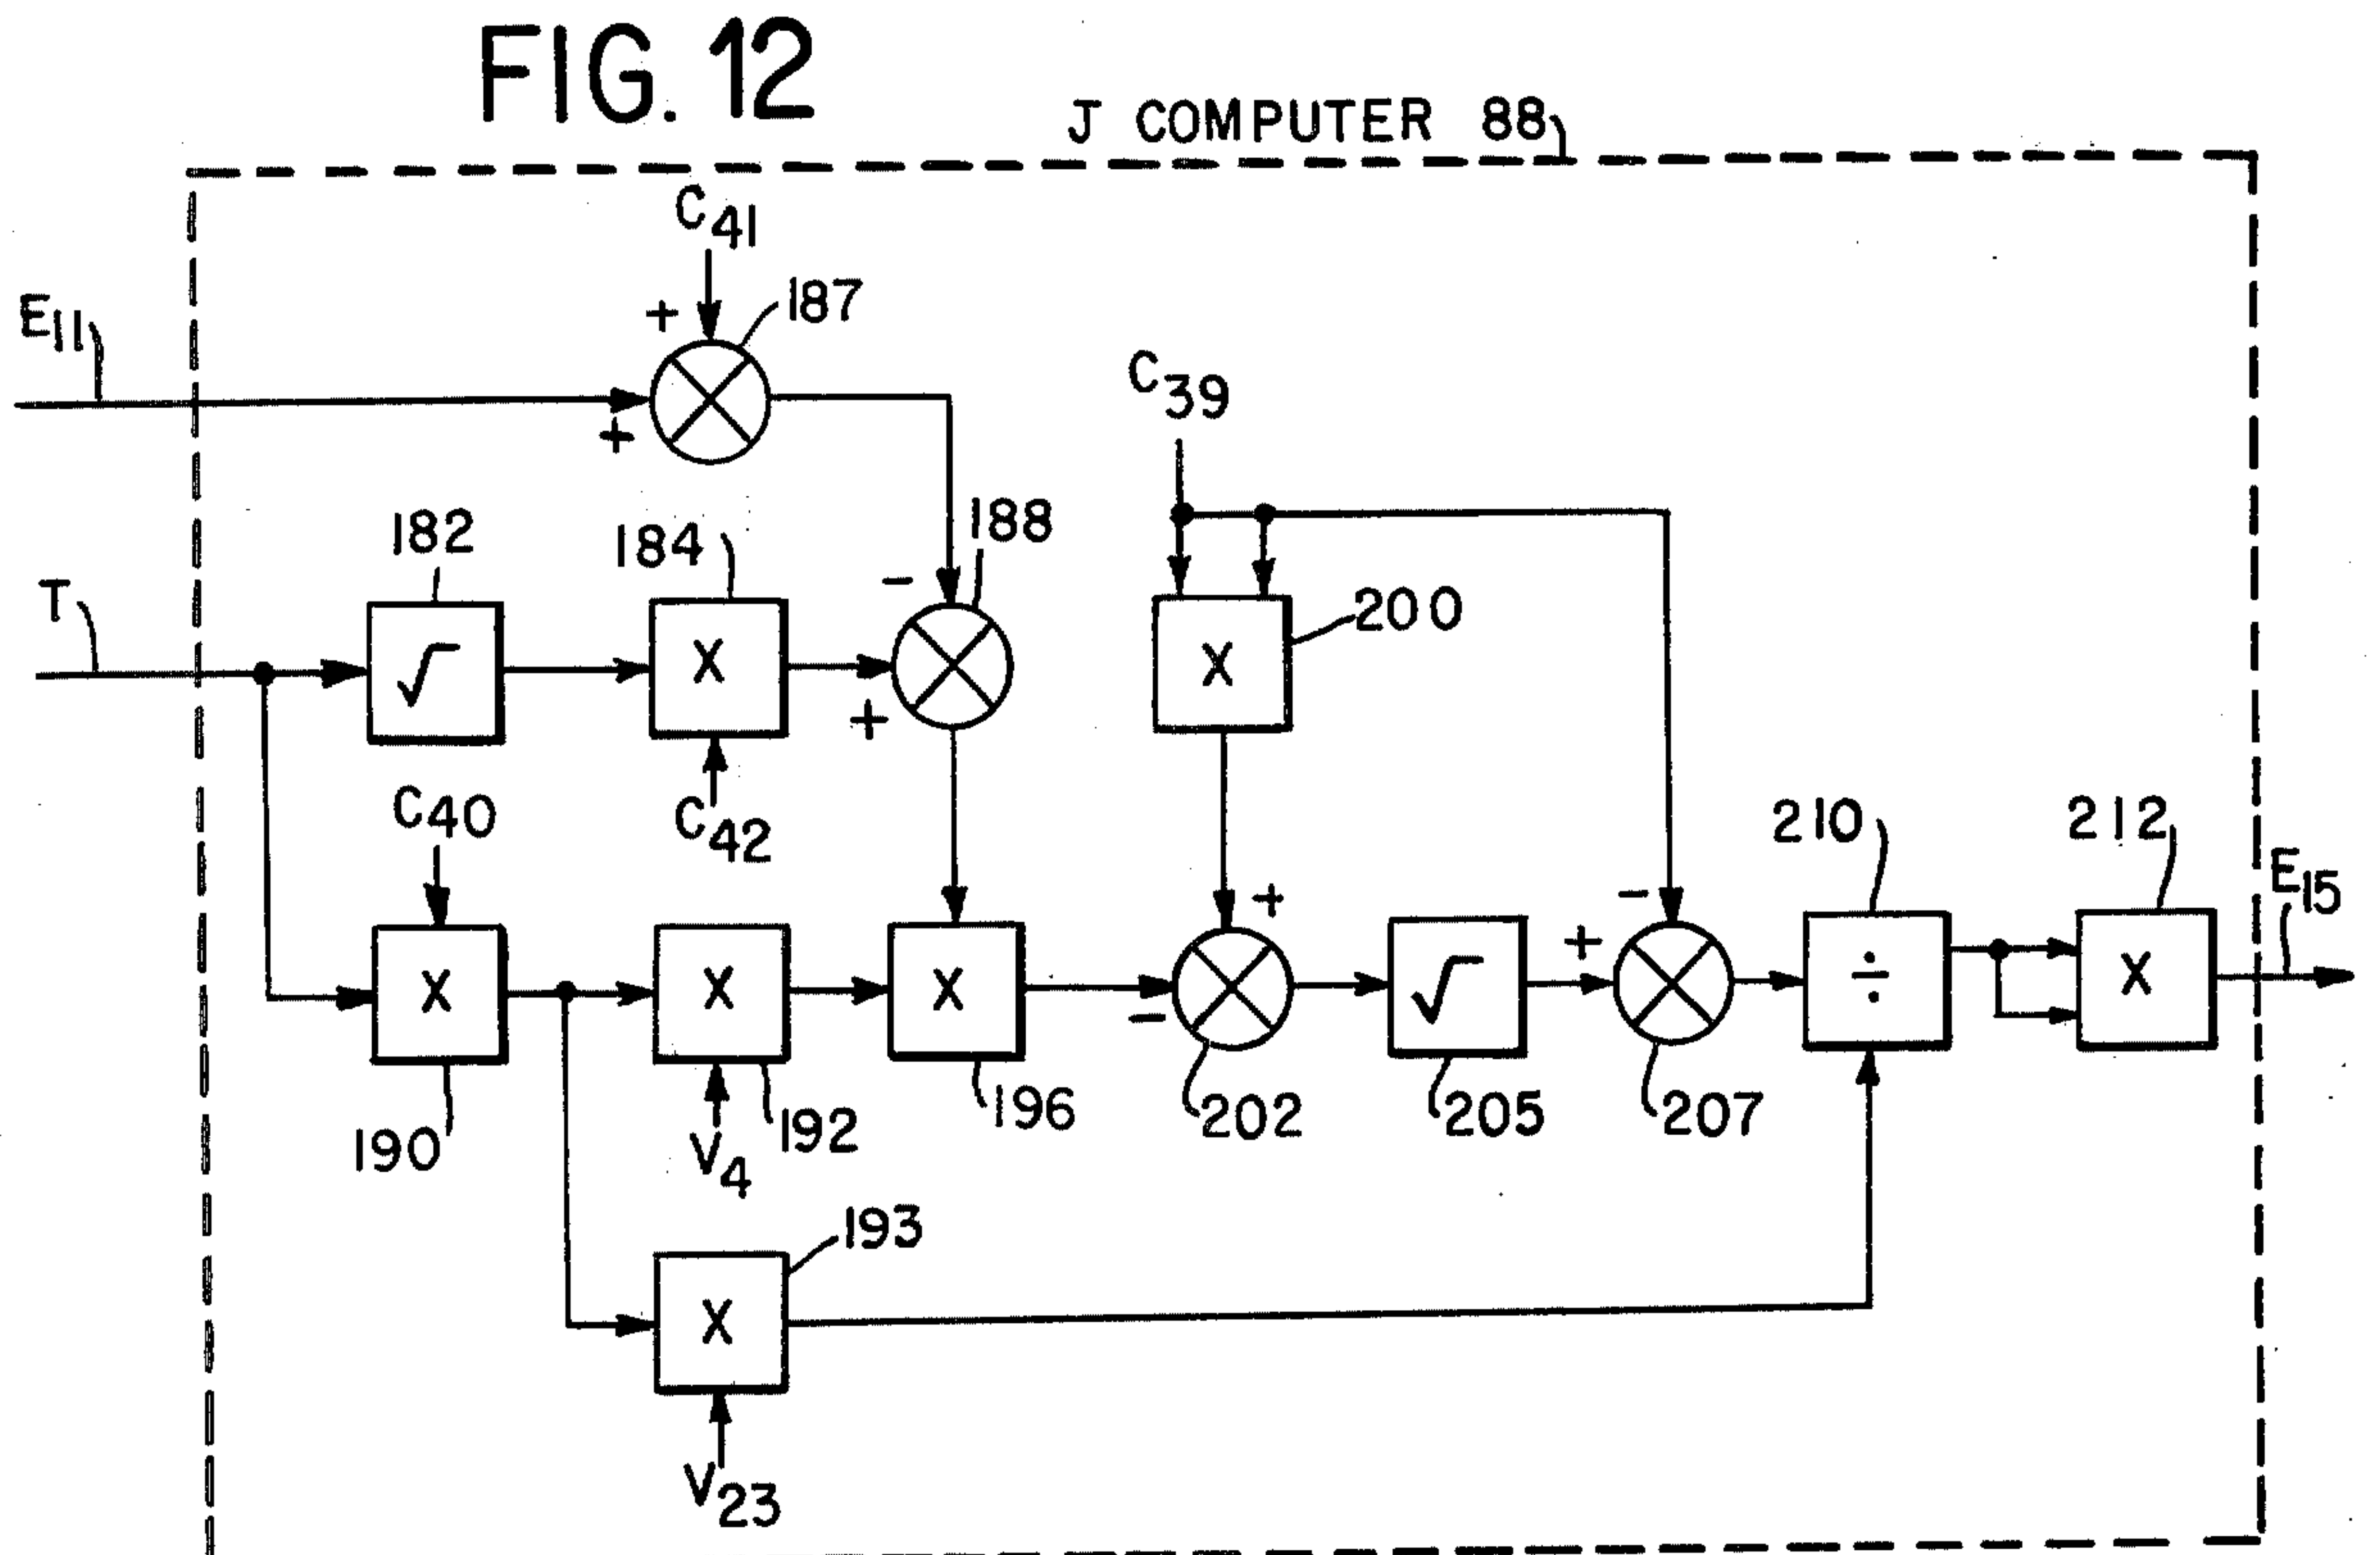 FIG. 12
J COMPUTER 88
C41
+
187
E11
+
C39
182
184
188
-
T
200
X
X
+
√
C40
C42
210
212
+
-
E15
+
X
X
X
√
÷
X
-
190
V4
192
196
202
205
207
193
X
V23